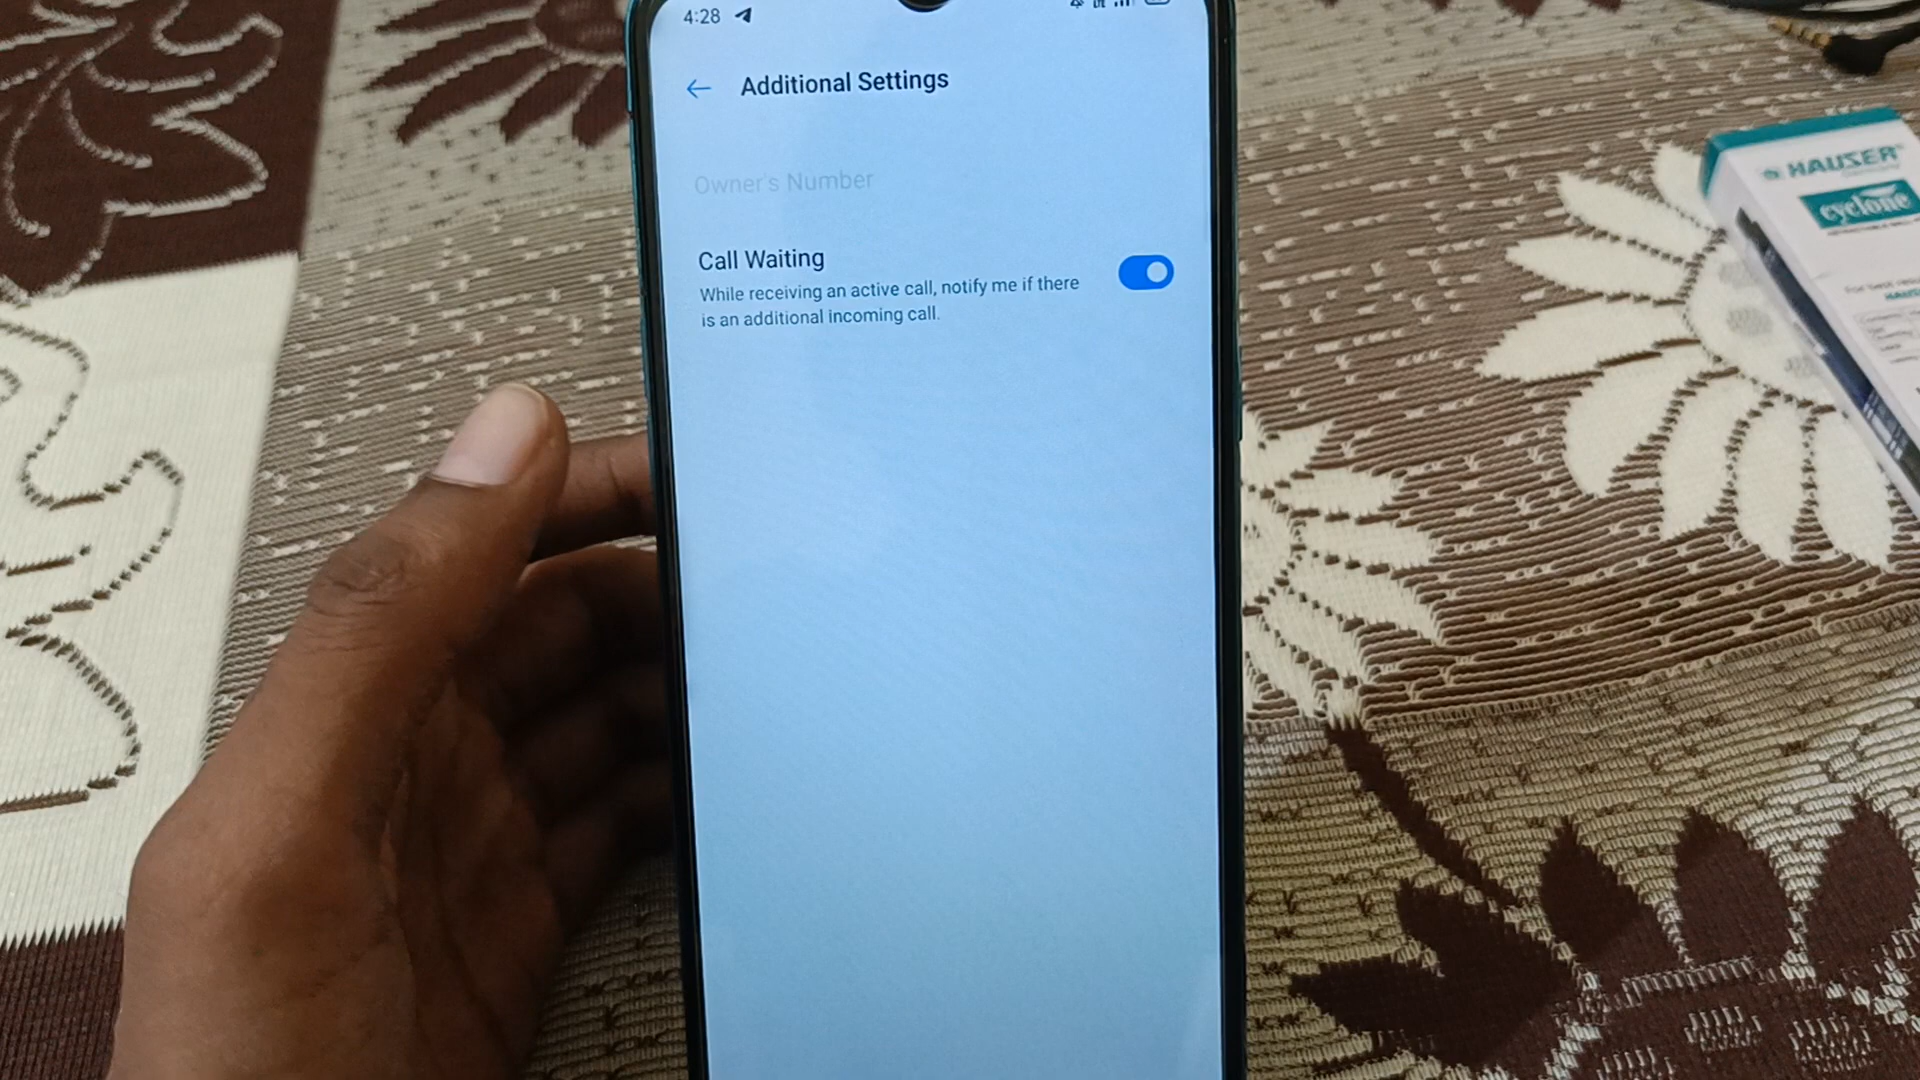 4:28
Additional Settings
Owner's Number
Call Waiting
While receiving an active call, notify me if there
is an additional incoming call.
HAUSER
Germany
cyclone